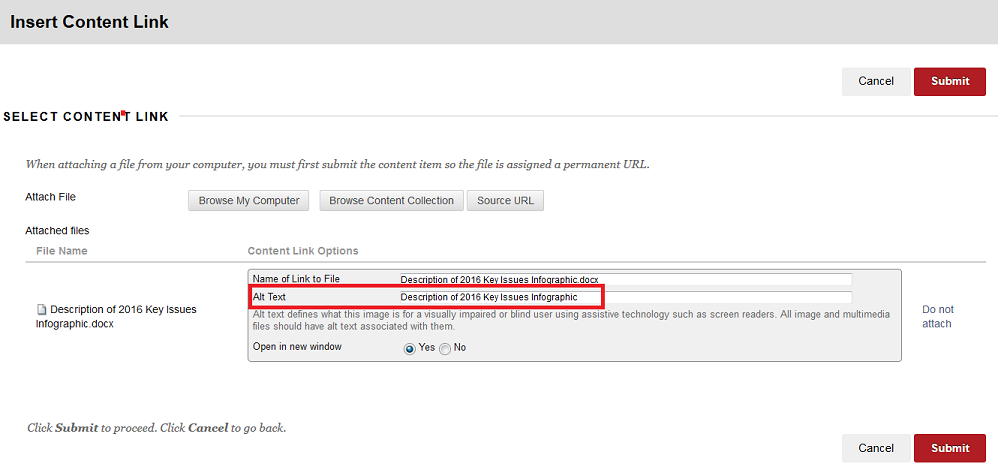 Insert Content Link
Cancel Submit
SELECT CONTENT LINK
When attaching a file from your computer, you must first submit the content item so the file is assigned a permanent URL.
Attach File Browse My Computer Browse Content Collection Source URL
Attached files
File Name Content Link Options
Name of Link to File Description of 2016 Key Issues Infographic.docx
Alt Text Description of 2016 Key Issues Infographic
Description of 2016 Key Issues
Infographic.docx
Alt text defines what this image is for a visually impaired or blind user using assistive technology such as screen readers. All image and multimedia
files should have alt text associated with them.
Do not
attach
Open in new window Yes No
Click Submit to proceed. Click Cancel to go back.
Cancel Submit